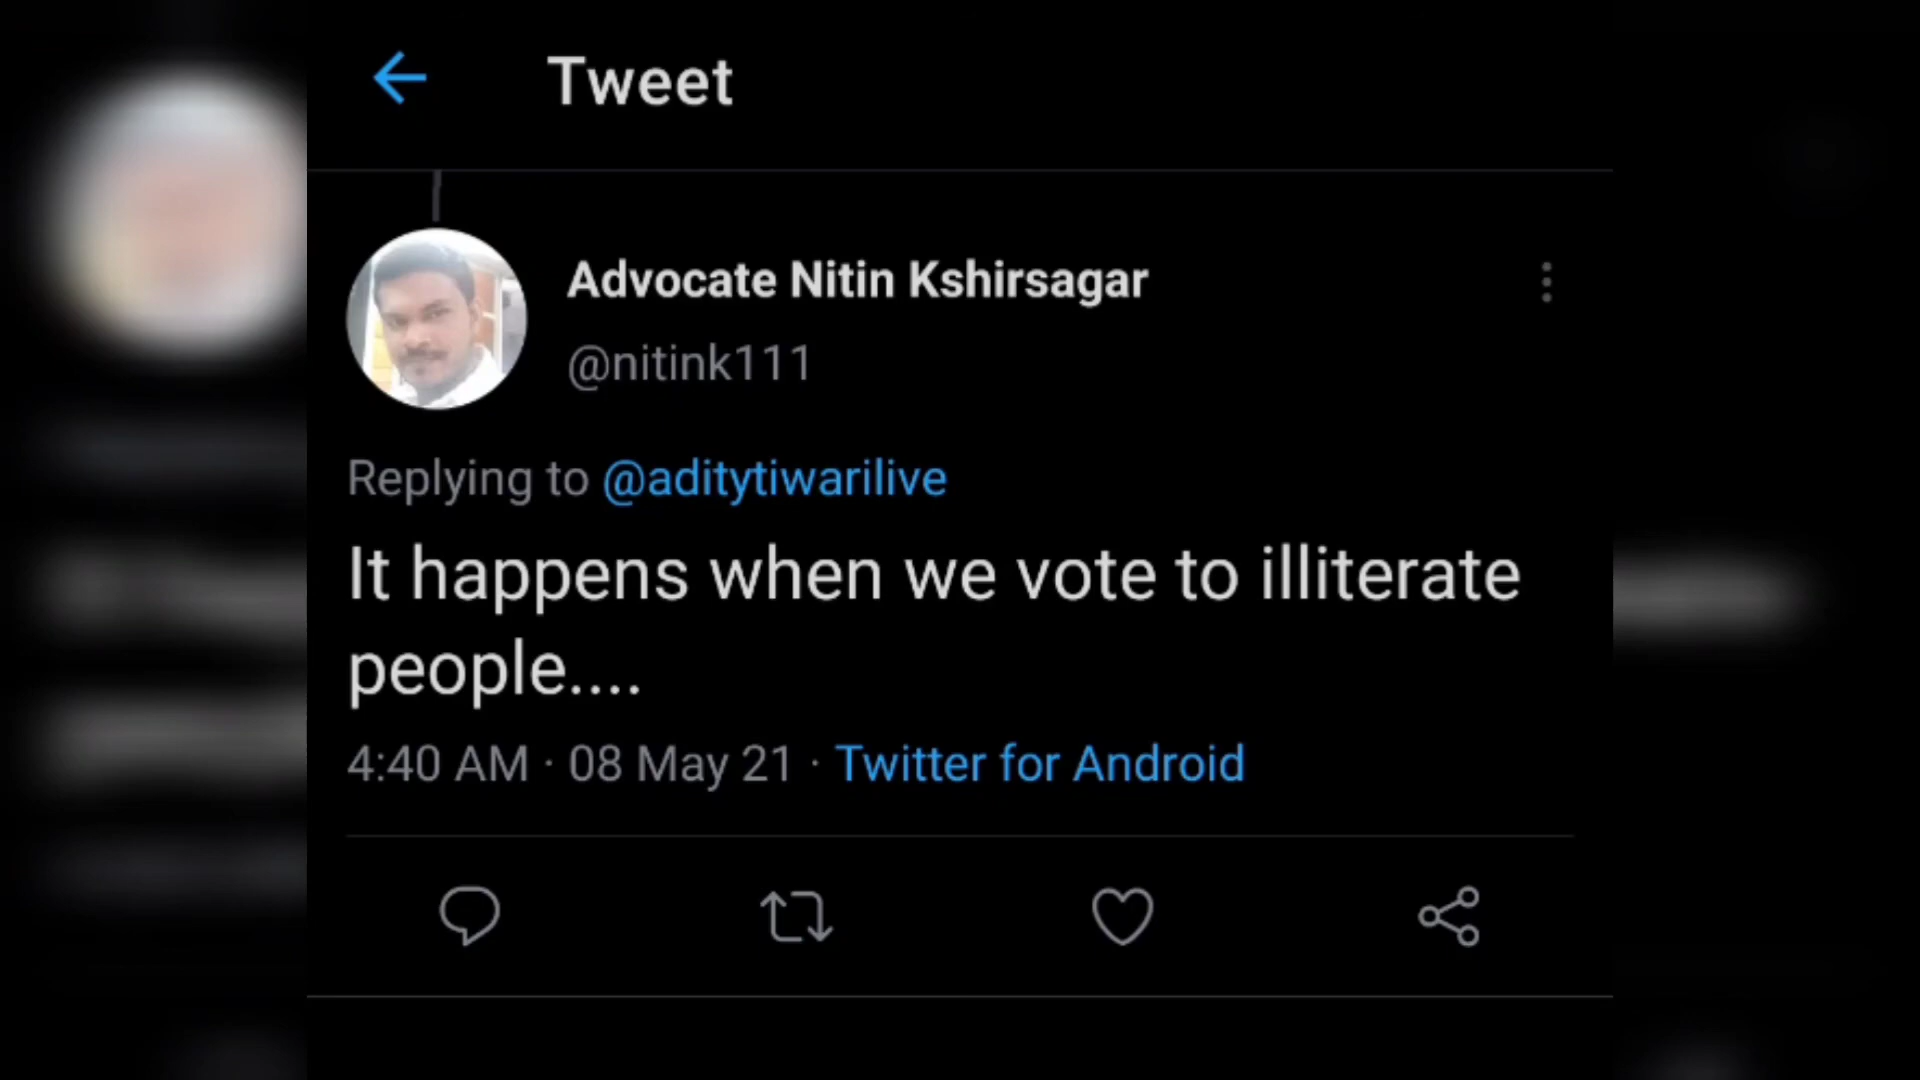 Tweet
Advocate Nitin Kshirsagar
@nitink111
Replying to @aditytiwarilive
It happens when we vote to illiterate
people....
4:40 AM · 08 May 21 · Twitter for Android